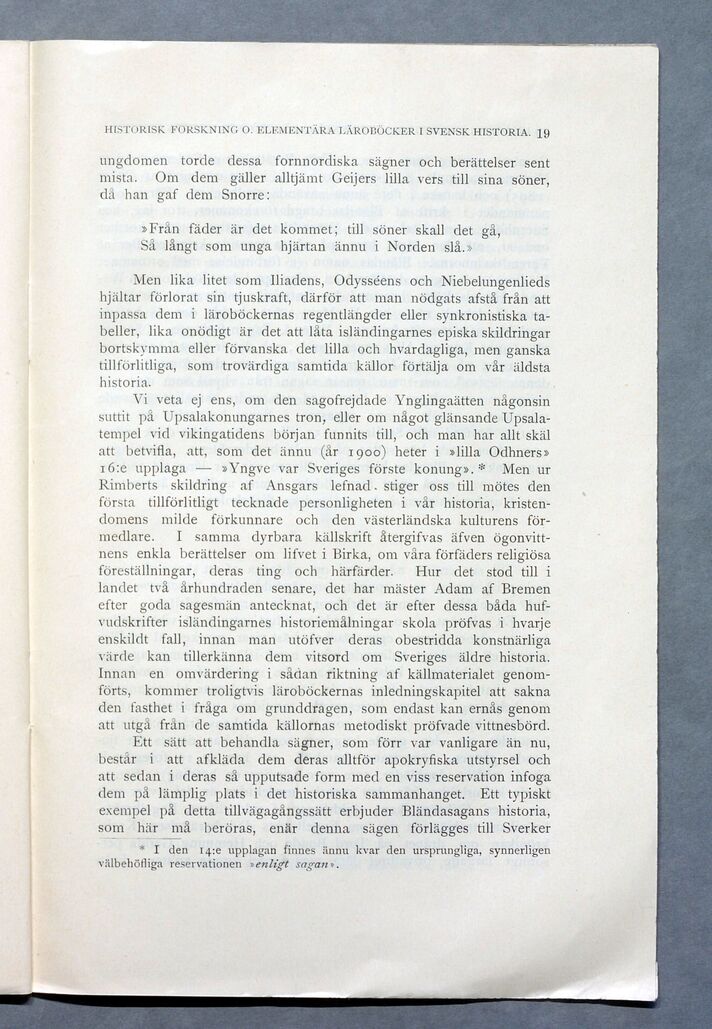 HISTORISK FORSKNING O. ELEMENTÄRA LÄROBÖCKER I SVENSK HISTORIA. 19
ungdomen torde dessa fornnordiska sägner och berättelser sent
mista. Om dem gäller alltjämt Geijers lilla vers till sina söner,
då han gaf dem Snorre:
»Från fäder är det kommet; till söner skall det gå,
Så långt som unga hjärtan ännu i Norden slå.»
Men lika litet som Iliadens, Odysséens och Niebelungenlieds
hjältar förlorat sin tjuskraft, därför att man nödgats afstå från att
inpassa dem i läroböckernas regentlängder eller synkronistiska ta-
beller, lika onödigt är det att låta isländingarnes episka skildringar
bortskymma eller förvanska det lilla och hvardagliga, men ganska
tillförlitliga, som trovärdiga samtida källor förtälja om vår äldsta
historia.
Vi veta ej ens, om den sagofrejdade Ynglingaätten någonsin
suttit på Upsalakonungarnes tron, eller om något glänsande Upsala-
tempel vid vikingatidens början funnits till, och man har allt skäl
att betvifla, att, som det ännu (år 1900) heter i »lilla Odhners»
16:e upplaga — »Yngve var Sveriges förste konung». * Men ur
Rimberts skildring af Ansgars lefnad. stiger oss till mötes den
första tillförlitligt tecknade personligheten i vår historia, kristen-
domens milde förkunnare och den västerländska kulturens för-
medlare. I samma dyrbara källskrift återgifvas äfven ögonvitt-
nens enkla berättelser om lifvet i Birka, om våra förfäders religiösa
föreställningar, deras ting och härfärder. Hur det stod till i
landet två århundraden senare, det har mäster Adam af Bremen
efter goda sagesmän antecknat, och det är efter dessa båda huf-
vudskrifter isländingarnes historiemålningar skola pröfvas i hvarje
enskildt fall, innan man utöfver deras obestridda konstnärliga
värde kan tillerkänna dem vitsord om Sveriges äldre historia.
Innan en omvärdering i sådan riktning af källmaterialet genom-
förts, kommer troligtvis läroböckernas inledningskapitel att sakna
den fasthet i fråga om grunddragen, som endast kan ernås genom
att utgå från de samtida källornas metodiskt pröfvade vittnesbörd.
Ett sätt att behandla sägner, som förr var vanligare än nu,
består i att afkläda dem deras alltför apokryfiska utstyrsel och
att sedan i deras så upputsade form med en viss reservation infoga
dem på lämplig plats i det historiska sammanhanget. Ett typiskt
exempel på detta tillvägagångssätt erbjuder Bländasagans historia,
som här må beröras, enär denna sägen förlägges till Sverker
* I den 14:e upplagan finnes ännu kvar den ursprungliga, synnerligen
välbehöfliga reservationen »enligt sagan».